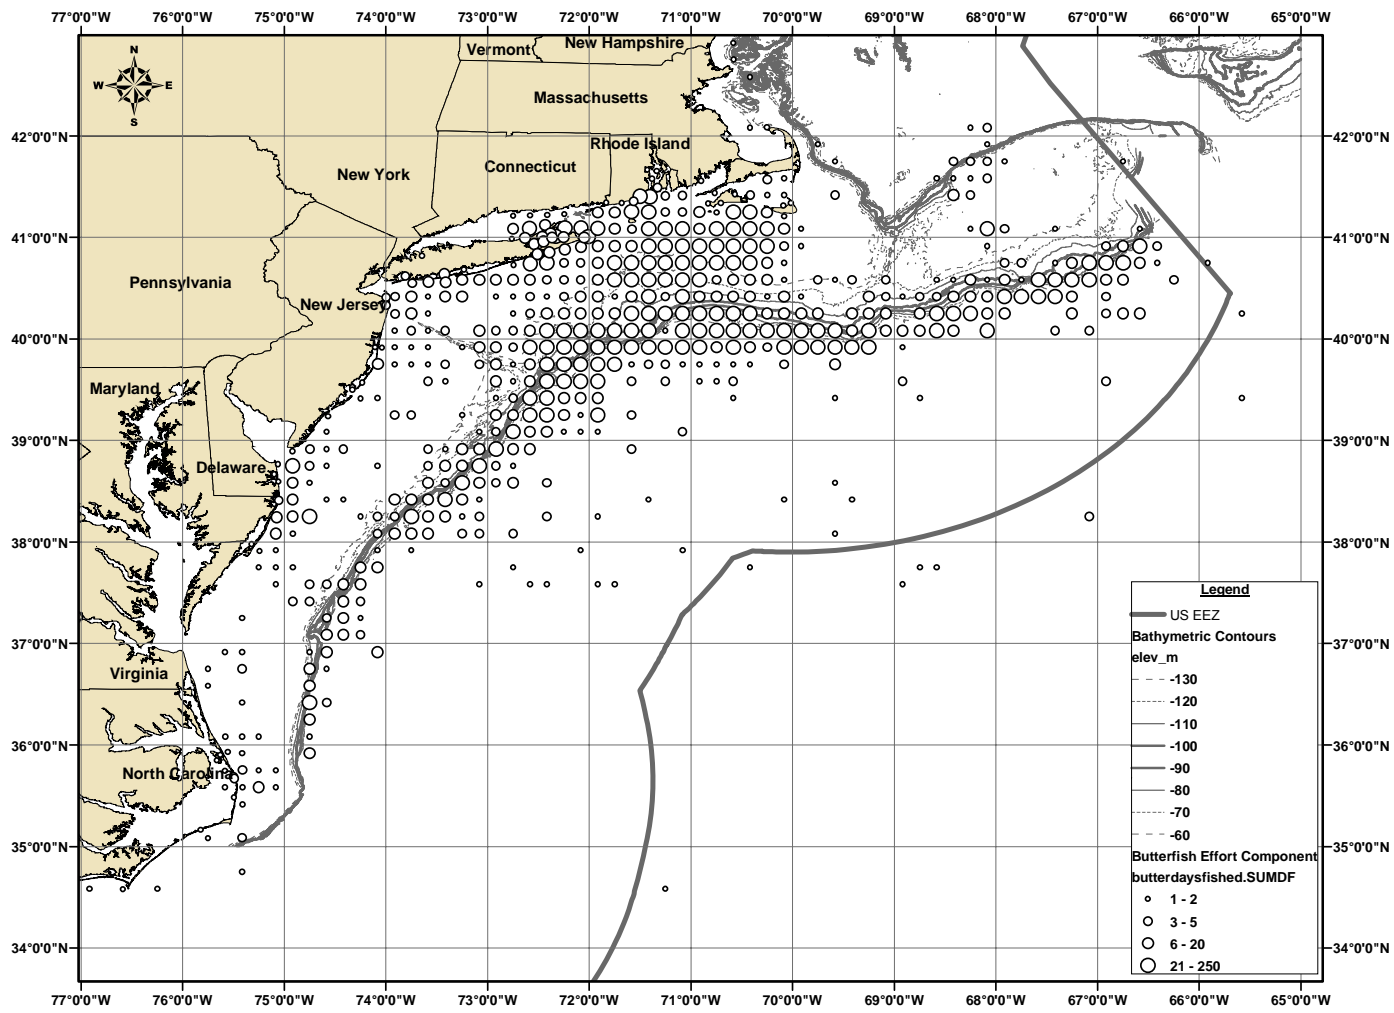 77°0'0"W 76°0'0"W 75°0'0"W 74°0'0"W 73°0'0"W 72°0'0"W 71°0'0"W 70°0'0"W 69°0'0"W 68°0'0"W 67°0'0"W 66°0'0"W 65°0'0"W
N
W E
S
Vermont
New Hampshire
Massachusetts
42°0'0"N 42°0'0"N
Rhode Island
Connecticut
New York
41°0'0"N 41°0'0"N
Pennsylvania
New Jersey
40°0'0"N 40°0'0"N
Maryland
39°0'0"N 39°0'0"N
Delaware
38°0'0"N 38°0'0"N
37°0'0"N 37°0'0"N
Virginia
36°0'0"N 36°0'0"N
North Carolina
35°0'0"N 35°0'0"N
34°0'0"N 34°0'0"N
Legend
US EEZ
Bathymetric Contours
elev_m
-130
-120
-110
-100
-90
-80
-70
-60
Butterfish Effort Component
butterdaysfished.SUMDF
1 - 2
3 - 5
6 - 20
21 - 250
77°0'0"W 76°0'0"W 75°0'0"W 74°0'0"W 73°0'0"W 72°0'0"W 71°0'0"W 70°0'0"W 69°0'0"W 68°0'0"W 67°0'0"W 66°0'0"W 65°0'0"W